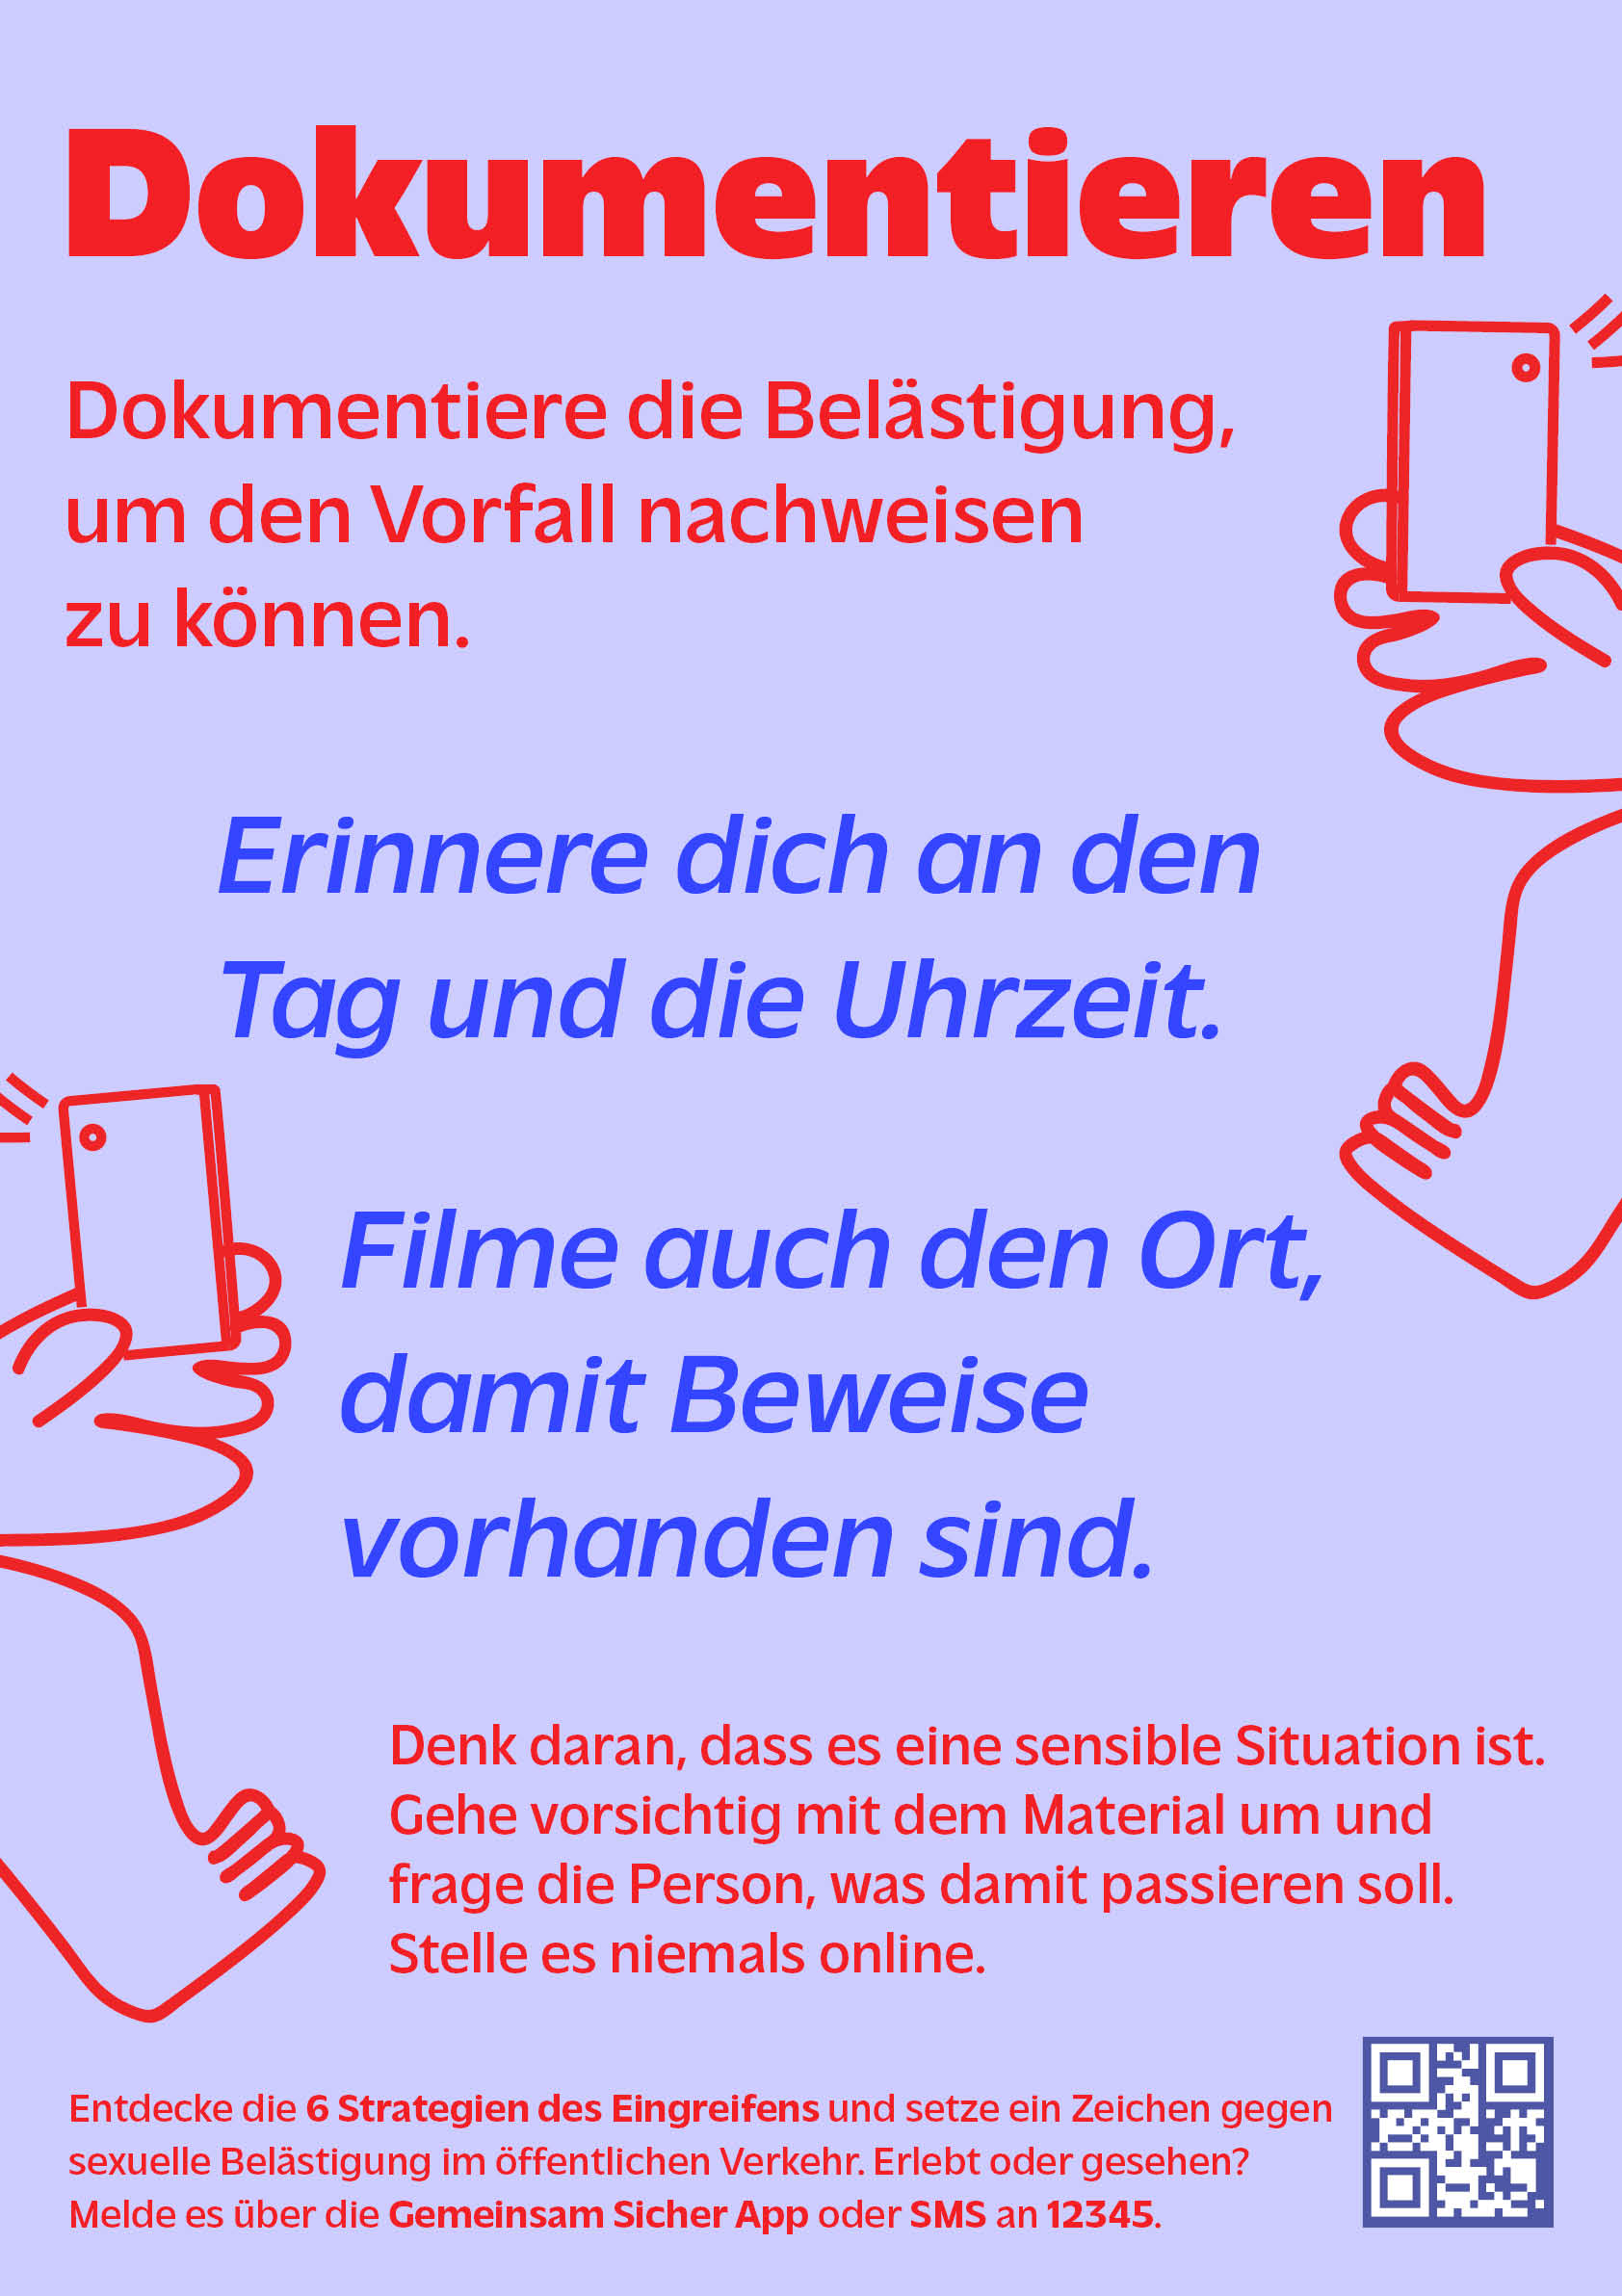 Dokumentieren
Dokumentiere die Belästigung,
um den Vorfall nachweisen
zu können.
Erinnere dich an den
Tag und die Uhrzeit.
Filme auch den Ort,
damit Beweise
vorhanden sind.
Denk daran, dass es eine sensible Situation ist.
Gehe vorsichtig mit dem Material um und
frage die Person, was damit passieren soll.
Stelle es niemals online.
Entdecke die 6 Strategien des Eingreifens und setze ein Zeichen gegen
sexuelle Belästigung im öffentlichen Verkehr. Erlebt oder gesehen?
Melde es über die Gemeinsam Sicher App oder SMS an 12345.